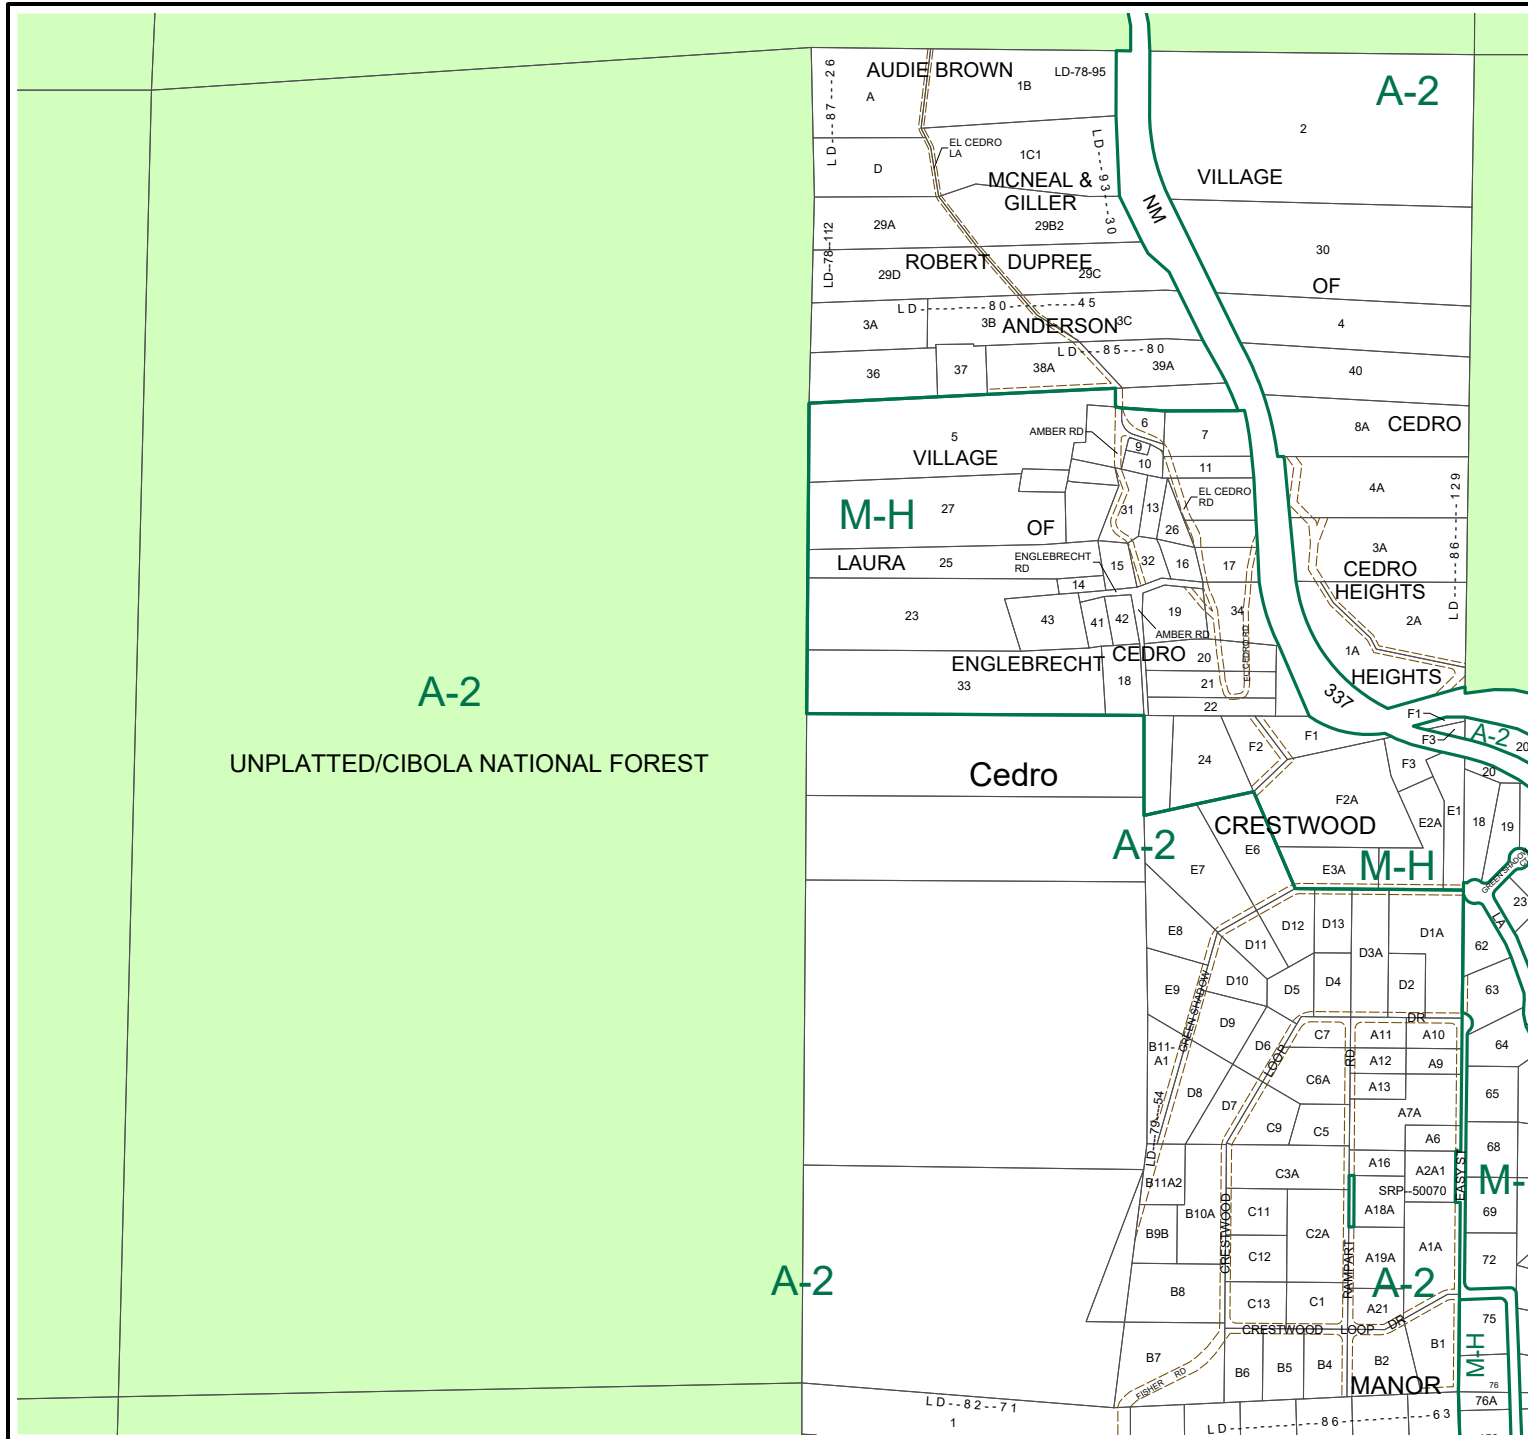 AUDIE BROWN
LD-78-95
A-2
A
1B
2
LD---87---26
EL CEDRO
LA
1C1
LD---93----30
D
MCNEAL &
GILLER
VILLAGE
NM
29A
29B2
LD--78--112
30
ROBERT DUPREE
29D
29C
OF
LD---------80----------45
3A
3B
ANDERSON
3C
4
LD---85---80
36
37
38A
39A
40
8A
CEDRO
5
VILLAGE
AMBER RD
6
7
9
10
11
M-H
27
OF
EL CEDRO
RD
31
13
26
4A
LD-----86------129
LAURA
25
ENGLEBRECHT
RD
15
32
16
17
3A
CEDRO
HEIGHTS
14
23
43
41
42
19
34
2A
AMBER RD
EL CEDRO RD
1A
ENGLEBRECHT
CEDRO
20
33
18
21
22
HEIGHTS
337
A-2
UNPLATTED/CIBOLA NATIONAL FOREST
Cedro
24
F2
F1
F1
F3
A-2
20
F3
20
F2A
CRESTWOOD
E2A
E1
18
19
A-2
E6
E7
E3A
M-H
GREEN SHADOW
LA
23
E8
D12
D13
D1A
D11
D3A
62
E9
D10
D5
D4
D2
63
GREEN SHADOW
D9
DR
B11-
A1
D6
C7
A11
A10
64
LOOP
RD
A12
A9
C6A
A13
D8
D7
65
LD---79----54
C9
C5
A7A
A6
68
C3A
A16
A2A1
EASY ST
M-
B11A2
SRP--50070
B10A
C11
A18A
69
B9B
CRESTWOOD
C2A
C12
A19A
A1A
72
RAMPART
A-2
A-2
B8
C13
C1
A21
75
CRESTWOOD LOOP DR
B7
B1
M-H
B6
B5
B4
B2
FISHER RD
MANOR
76
76A
LD--82--71
1
LD----------86----------63